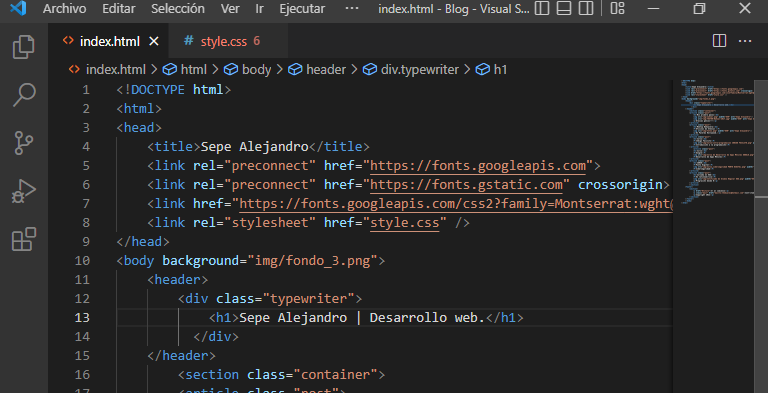 Archivo Editar Ver Ir Ejecutar ··· index.html - Blog - Visual S...
index.html style.css 6
index.html > html > body > header > div.typewriter > h1
1 <!DOCTYPE html>
2 <html>
3 <head>
4 <title>Sepe Alejandro</title>
5 <link rel="preconnect" href="https://fonts.googleapis.com">
6 <link rel="preconnect" href="https://fonts.gstatic.com" crossorigin>
7 <link href="https://fonts.googleapis.com/css2?family=Montserrat:wght@
8 <link rel="stylesheet" href="style.css" />
9 </head>
10 <body background="img/fondo_3.png">
11 <header>
12 <div class="typewriter">
13 <h1>Sepe Alejandro | Desarrollo web.</h1>
14 </div>
15 </header>
16 <section class="container">
17 <article class="post">